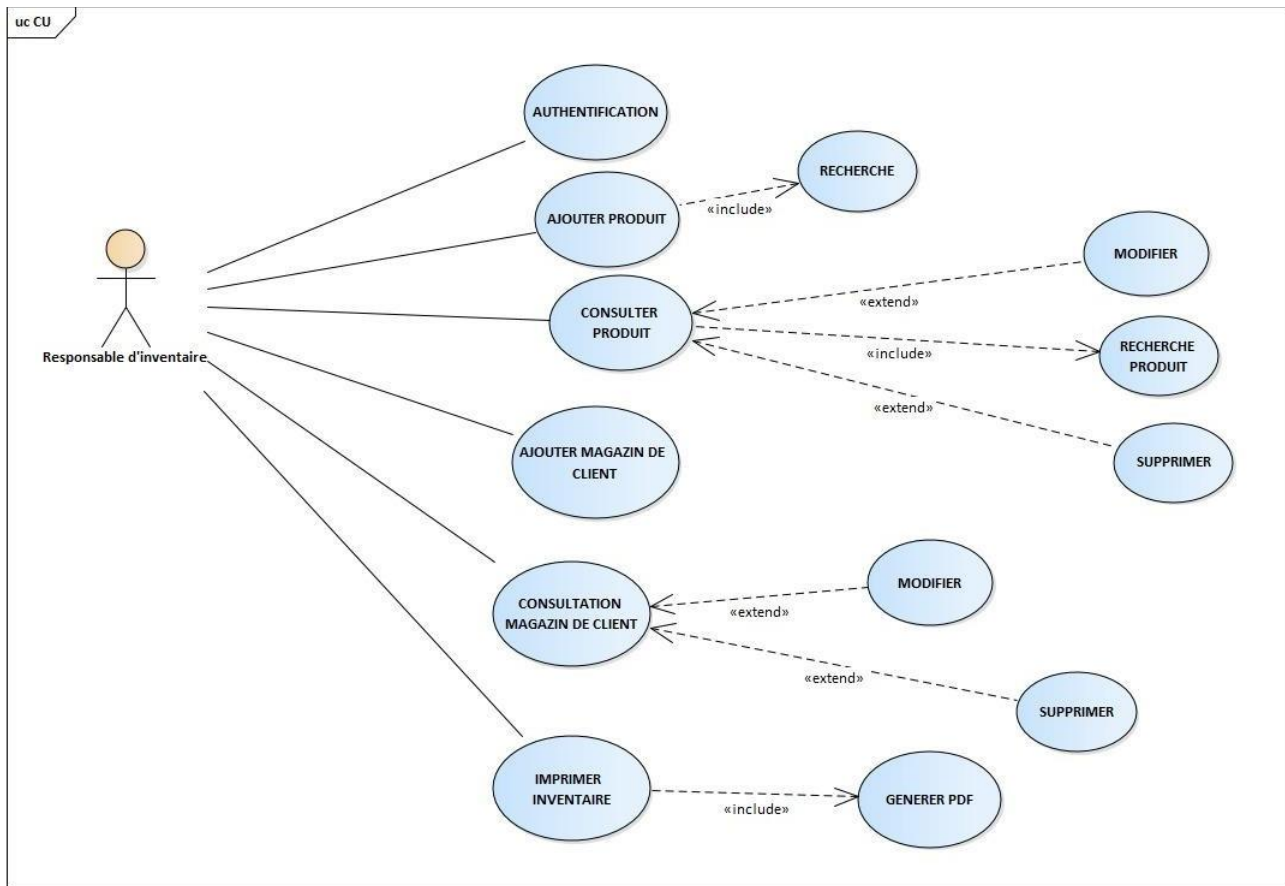 uc CU
AUTHENTIFICATION
RECHERCHE
AJOUTER PRODUIT
«include»
MODIFIER
«extend»
CONSULTER
PRODUIT
RECHERCHE
PRODUIT
«include»
Responsable d'inventaire
«extend»
AJOUTER MAGAZIN DE
CLIENT
SUPPRIMER
MODIFIER
CONSULTATION
MAGAZIN DE CLIENT
«extend»
«extend»
SUPPRIMER
IMPRIMER
INVENTAIRE
«include»
GENERER PDF